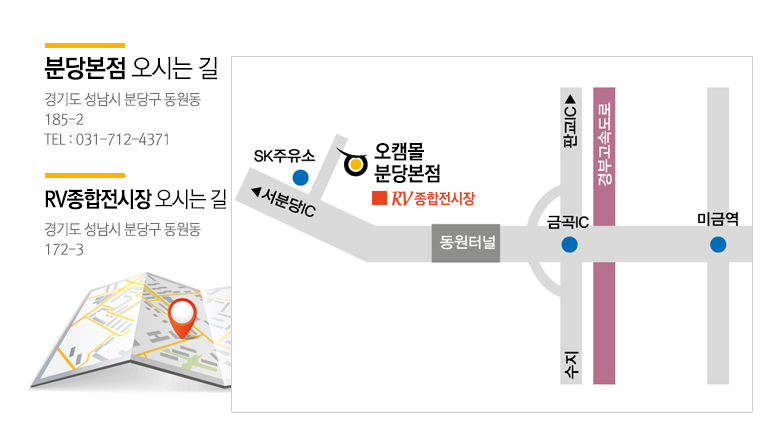 분당본점 오시는 길
경기도 성남시 분당구 동원동
185-2
TEL : 031-712-4371
RV종합전시장 오시는 길
경기도 성남시 분당구 동원동
172-3
SK주유소
◀서분당IC
오캠몰
분당본점
RV 종합전시장
동원터널
판교IC▶
경부고속도로
금곡IC
미금역
수지